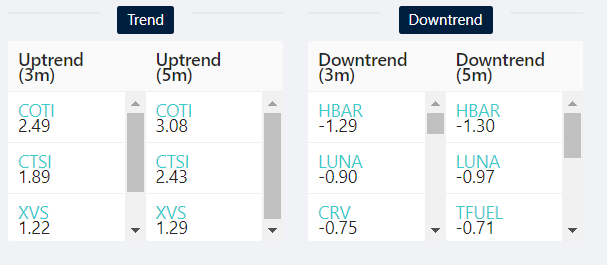 Trend
Downtrend
Uptrend
(3m)
Uptrend
(5m)
Downtrend
(3m)
Downtrend
(5m)
COTI
2.49
COTI
3.08
HBAR
-1.29
HBAR
-1.30
CTSI
1.89
CTSI
2.43
LUNA
-0.90
LUNA
-0.97
XVS
1.22
XVS
1.29
CRV
-0.75
TFUEL
-0.71